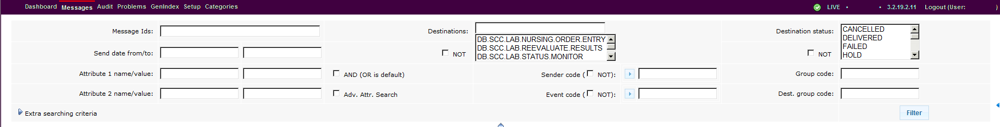 Dashboard Messages Audit Problems GenIndex Setup Categories LIVE • • 3.2.19.2.11 Logout (User: )
Message Ids: Destinations: Destination status:
DB.SCC.LAB.NURSING.ORDER.ENTRY
DB.SCC.LAB.REEVALUATE.RESULTS
DB.SCC.LAB.STATUS.MONITOR
CANCELLED
DELIVERED
FAILED
HOLD
Send date from/to: NOT NOT
Attribute 1 name/value: AND (OR is default) Sender code ( NOT): Group code:
Attribute 2 name/value: Adv. Attr. Search Event code ( NOT): Dest. group code:
Extra searching criteria Filter